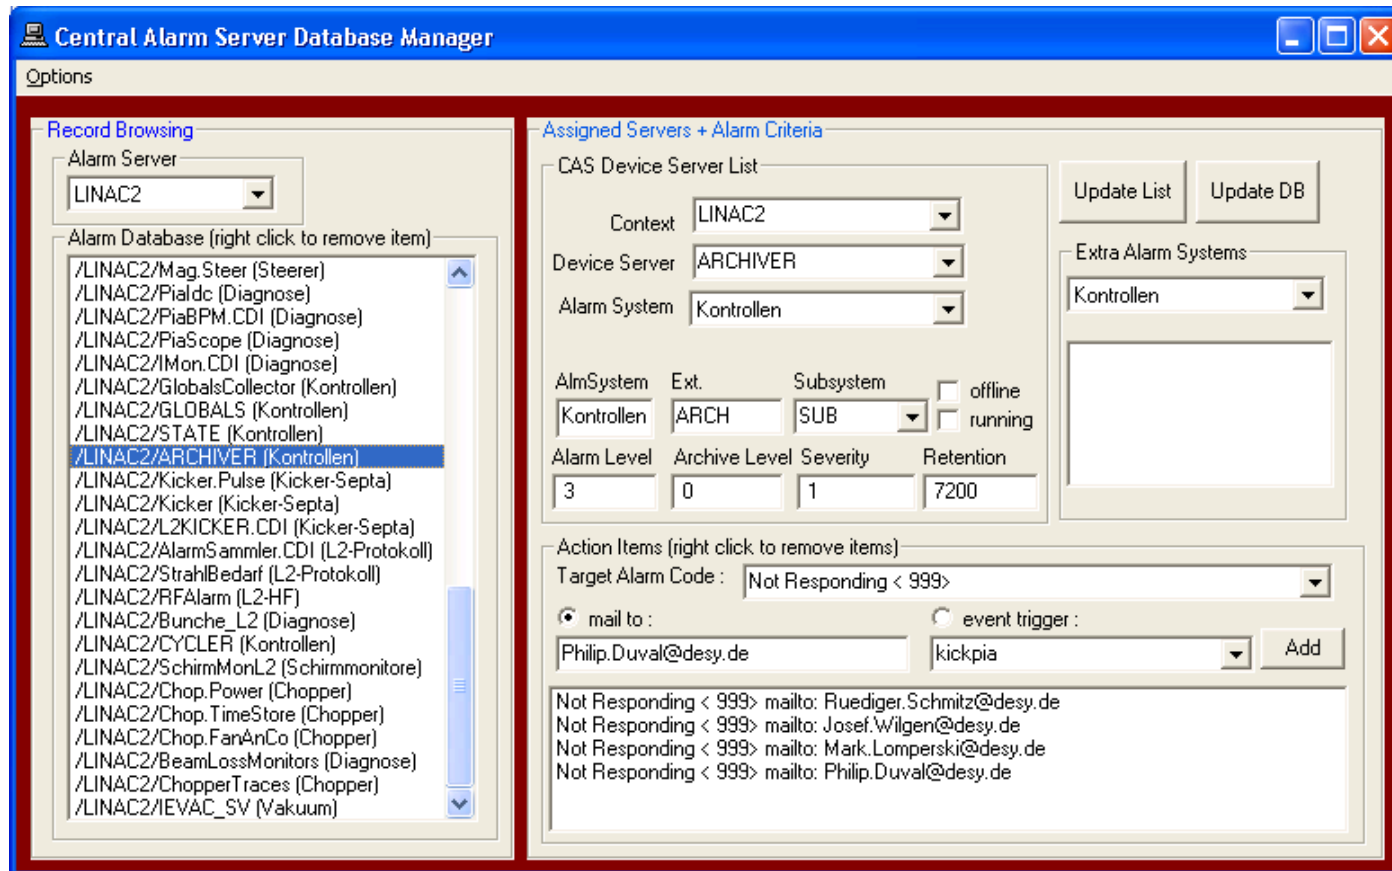 Central Alarm Server Database Manager
Options
Record Browsing
Alarm Server
LINAC2
Alarm Database (right click to remove item)
/LINAC2/Mag.Steer (Steerer)
/LINAC2/PiaIdc (Diagnose)
/LINAC2/PiaBPM.CDI (Diagnose)
/LINAC2/PiaScope (Diagnose)
/LINAC2/IMon.CDI (Diagnose)
/LINAC2/GlobalsCollector (Kontrollen)
/LINAC2/GLOBALS (Kontrollen)
/LINAC2/STATE (Kontrollen)
/LINAC2/ARCHIVER (Kontrollen)
/LINAC2/Kicker.Pulse (Kicker-Septa)
/LINAC2/Kicker (Kicker-Septa)
/LINAC2/L2KICKER.CDI (Kicker-Septa)
/LINAC2/AlarmSammler.CDI (L2-Protokoll)
/LINAC2/StrahlBedarf (L2-Protokoll)
/LINAC2/RFAlarm (L2-HF)
/LINAC2/Bunche_L2 (Diagnose)
/LINAC2/CYCLER (Kontrollen)
/LINAC2/SchirmMonL2 (Schirmmonitore)
/LINAC2/Chop.Power (Chopper)
/LINAC2/Chop.TimeStore (Chopper)
/LINAC2/Chop.FanAnCo (Chopper)
/LINAC2/BeamLossMonitors (Diagnose)
/LINAC2/ChopperTraces (Chopper)
/LINAC2/IEVAC_SV (Vakuum)
Assigned Servers + Alarm Criteria
CAS Device Server List
Context LINAC2
Device Server ARCHIVER
Alarm System Kontrollen
AlmSystem Ext. Subsystem offline
Kontrollen ARCH SUB running
Alarm Level Archive Level Severity Retention
3 0 1 7200
Update List Update DB
Extra Alarm Systems
Kontrollen
Action Items (right click to remove items)
Target Alarm Code : Not Responding < 999>
mail to : event trigger :
Philip.Duval@desy.de kickpia Add
Not Responding < 999> mailto: Ruediger.Schmitz@desy.de
Not Responding < 999> mailto: Josef.Wilgen@desy.de
Not Responding < 999> mailto: Mark.Lomperski@desy.de
Not Responding < 999> mailto: Philip.Duval@desy.de